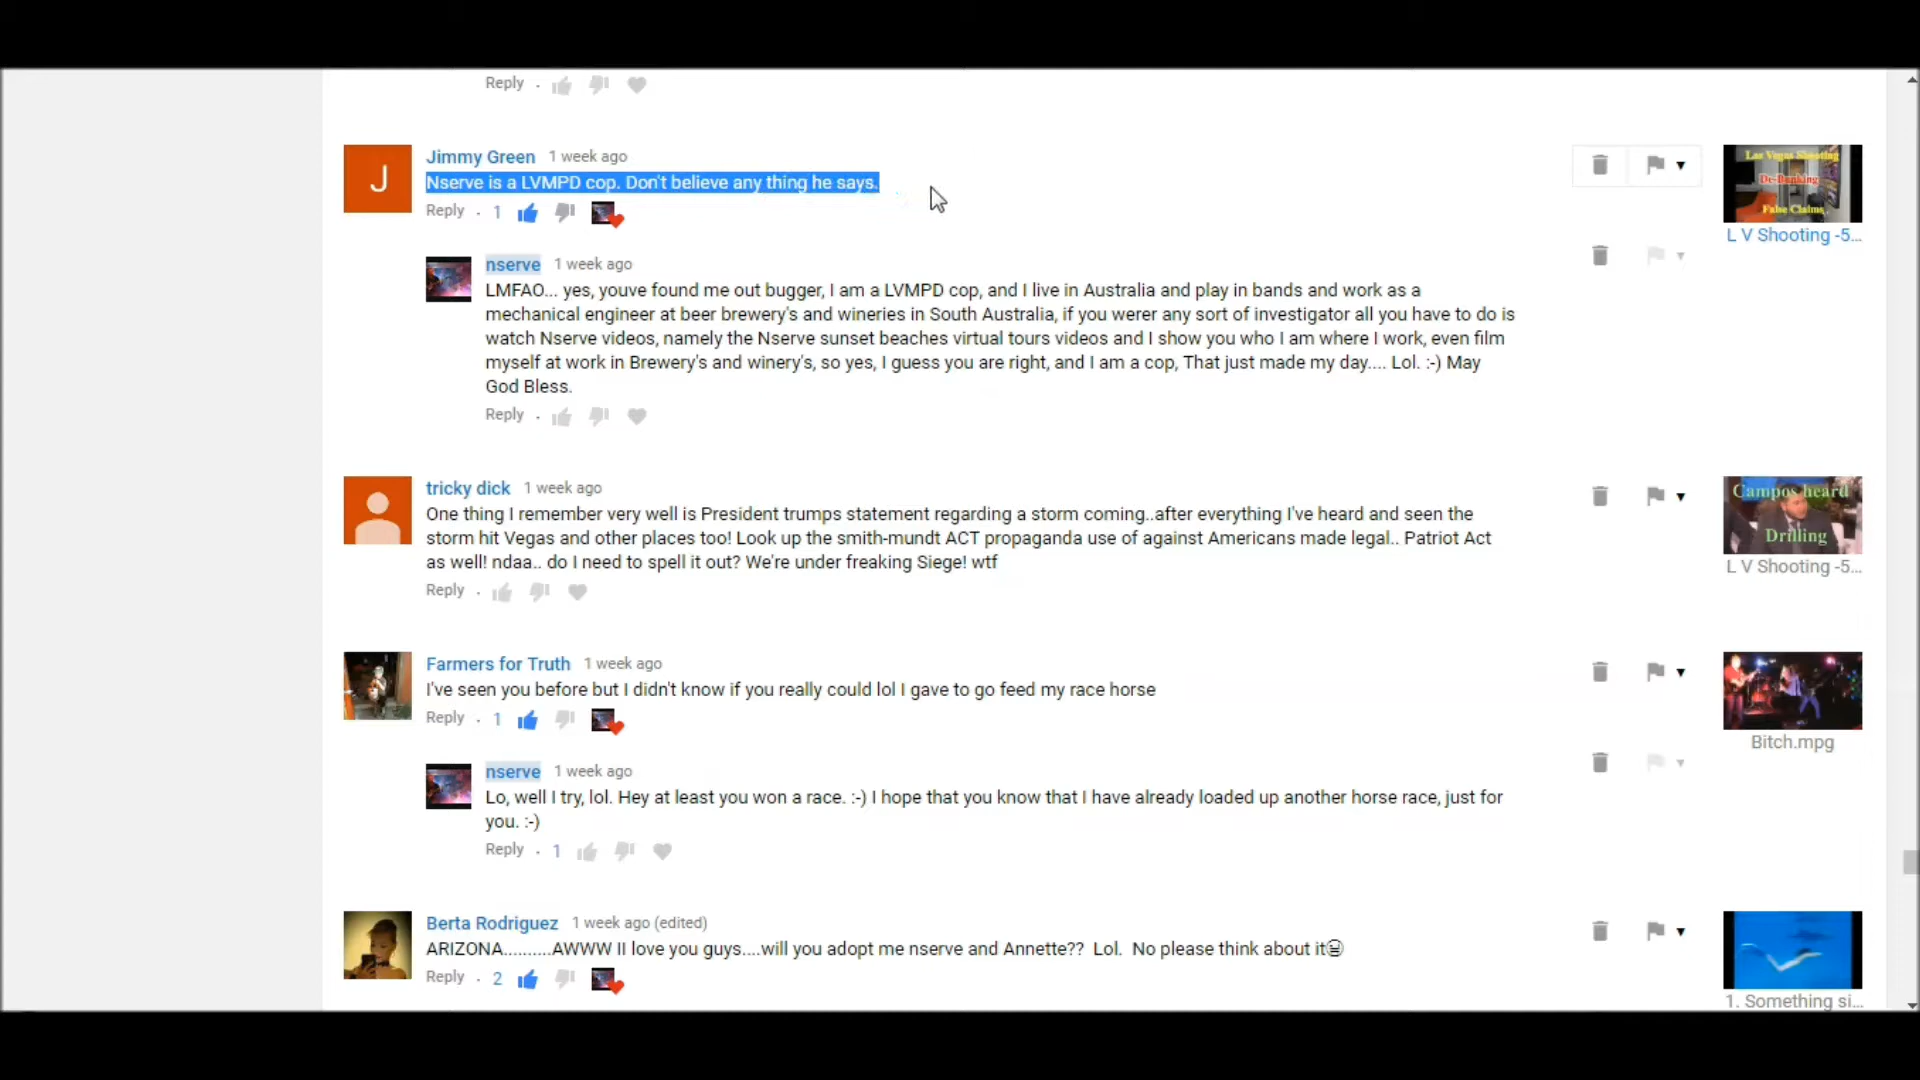 Reply .
J
Jimmy Green 1 week ago
Nserve is a LVMPD cop. Don't believe any thing he says.
Reply . 1
Las Vegas Shooting
De-Bunking
False Claims
L V Shooting -5...
nserve 1 week ago
LMFAO... yes, youve found me out bugger, I am a LVMPD cop, and I live in Australia and play in bands and work as a
mechanical engineer at beer brewery's and wineries in South Australia, if you werer any sort of investigator all you have to do is
watch Nserve videos, namely the Nserve sunset beaches virtual tours videos and I show you who I am where I work, even film
myself at work in Brewery's and winery's, so yes, I guess you are right, and I am a cop, That just made my day.... Lol. :-) May
God Bless.
Reply .
tricky dick 1 week ago
One thing I remember very well is President trumps statement regarding a storm coming..after everything I've heard and seen the
storm hit Vegas and other places too! Look up the smith-mundt ACT propaganda use of against Americans made legal.. Patriot Act
as well! ndaa.. do I need to spell it out? We're under freaking Siege! wtf
Reply .
Campos heard
Drilling
L V Shooting -5...
Farmers for Truth 1 week ago
I've seen you before but I didn't know if you really could lol I gave to go feed my race horse
Reply . 1
Bitch.mpg
nserve 1 week ago
Lo, well I try, lol. Hey at least you won a race. :-) I hope that you know that I have already loaded up another horse race, just for
you. :-)
Reply . 1
Berta Rodriguez 1 week ago (edited)
ARIZONA..........AWWW II love you guys....will you adopt me nserve and Annette?? Lol. No please think about it😀
Reply . 2
1. Something si...